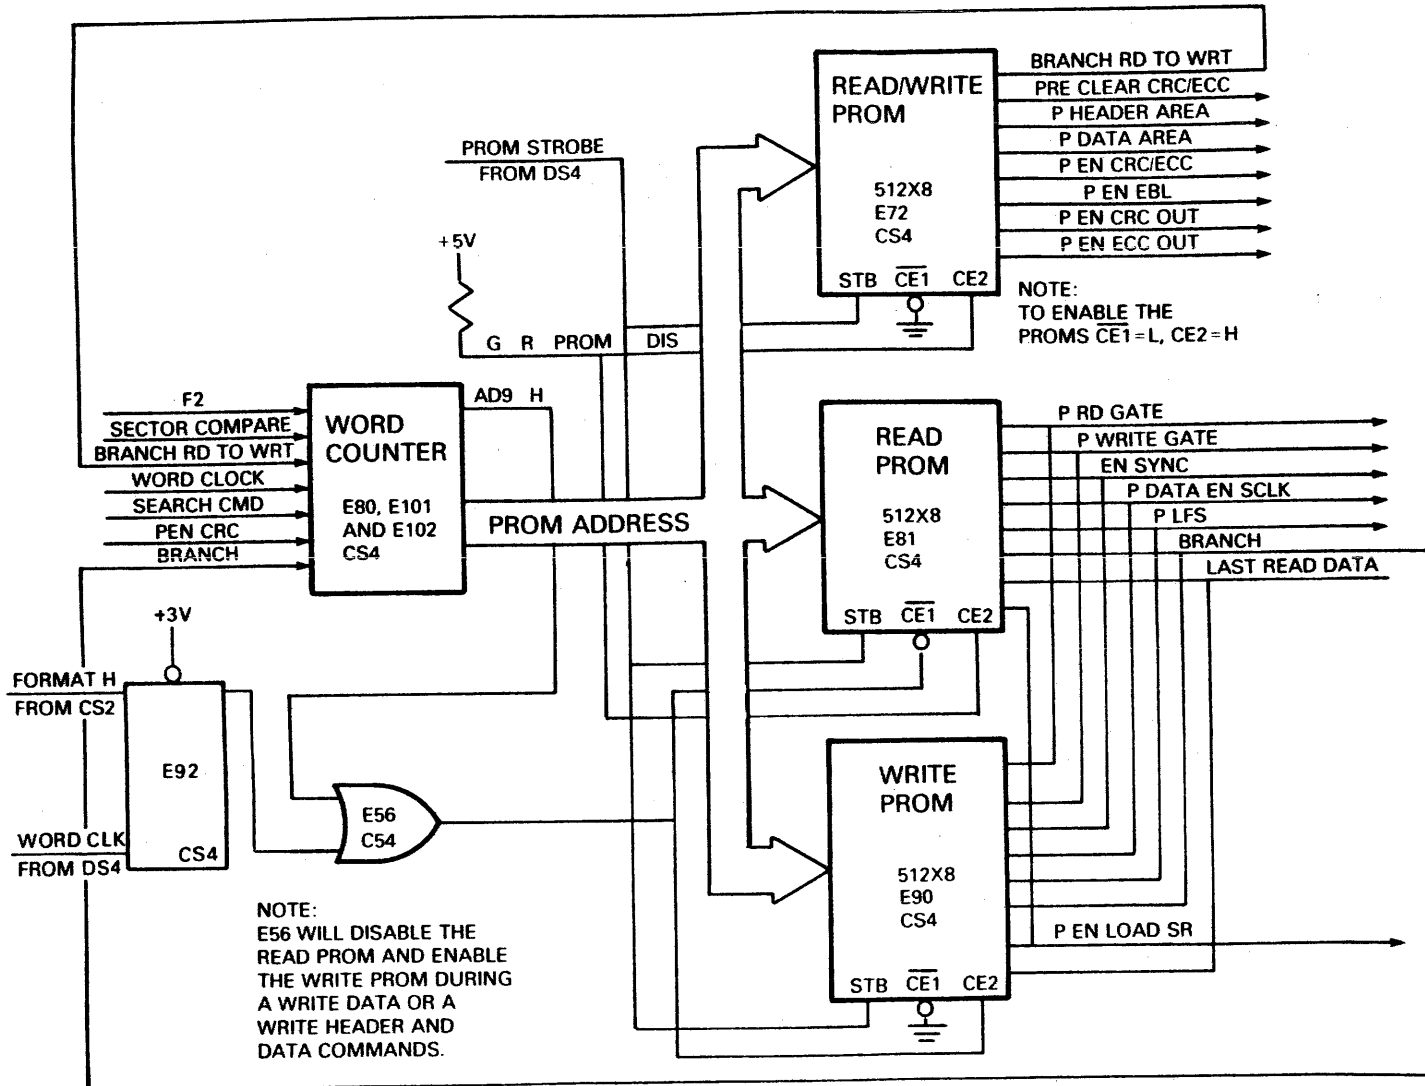 BRANCH RD TO WRT
READ/WRITE
PROM
PRE CLEAR CRC/ECC
P HEADER AREA
P DATA AREA
P EN CRC/ECC
P EN EBL
P EN CRC OUT
P EN ECC OUT
512X8
E72
CS4
STB CE1 CE2
PROM STROBE
FROM DS4
+5V
G R PROM DIS
NOTE:
TO ENABLE THE
PROMS CE1=L, CE2=H
F2
SECTOR COMPARE
BRANCH RD TO WRT
WORD CLOCK
SEARCH CMD
PEN CRC
BRANCH
WORD
COUNTER
E80, E101
AND E102
CS4
AD9 H
PROM ADDRESS
READ
PROM
512X8
E81
CS4
STB CE1 CE2
P RD GATE
P WRITE GATE
EN SYNC
P DATA EN SCLK
P LFS
BRANCH
LAST READ DATA
+3V
FORMAT H
FROM CS2
E92
WORD CLK
FROM DS4
CS4
E56
C54
WRITE
PROM
512X8
E90
CS4
STB CE1 CE2
P EN LOAD SR
NOTE:
E56 WILL DISABLE THE
READ PROM AND ENABLE
THE WRITE PROM DURING
A WRITE DATA OR A
WRITE HEADER AND
DATA COMMANDS.